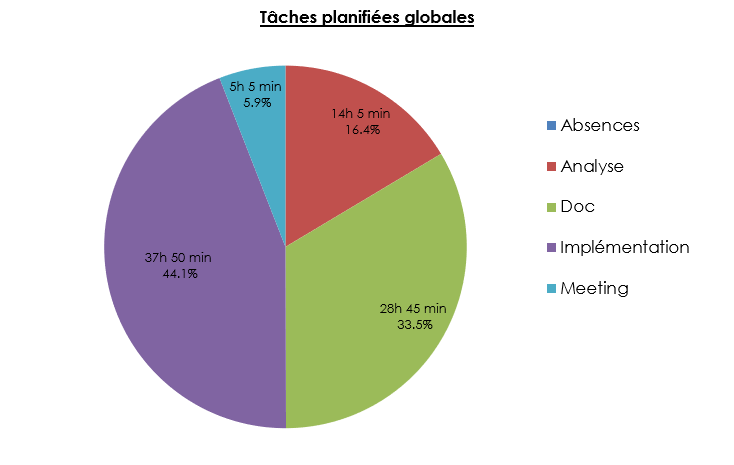 Tâches planifiées globales
5h 5 min
5.9%
14h 5 min
16.4%
37h 50 min
44.1%
28h 45 min
33.5%
Absences
Analyse
Doc
Implémentation
Meeting